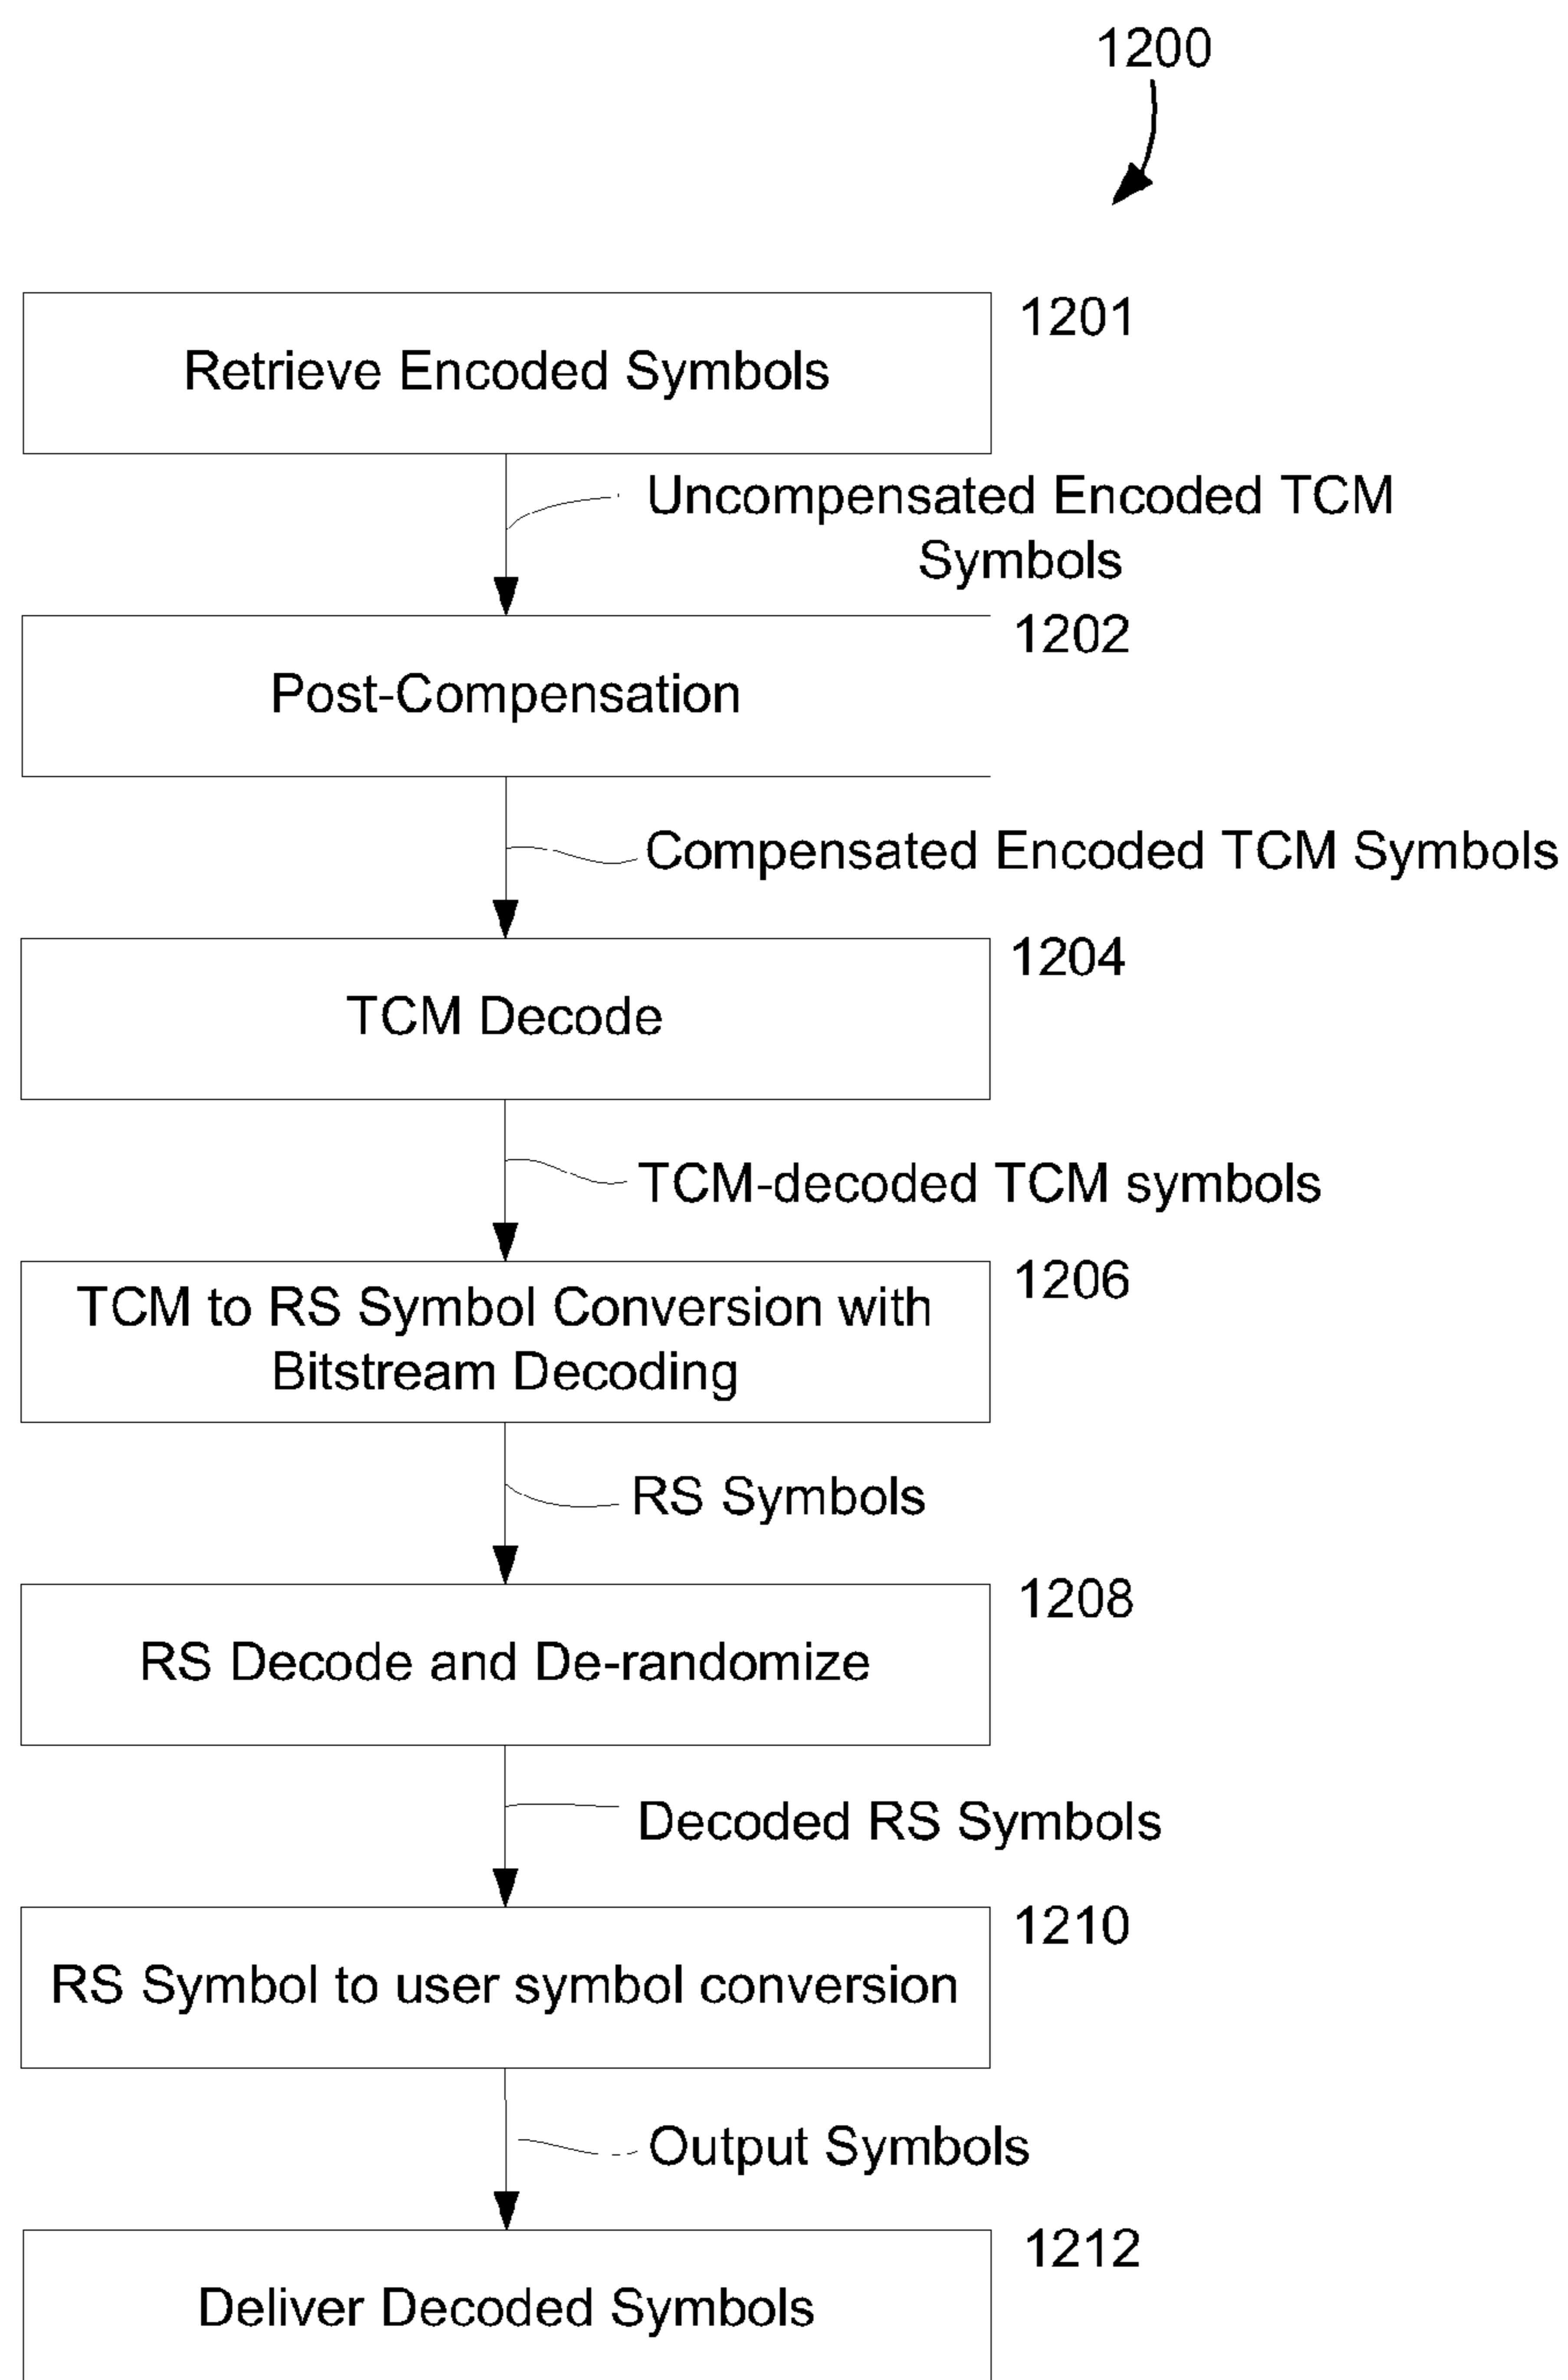 1200
1201
Retrieve Encoded Symbols
Uncompensated Encoded TCM
Symbols
1202
Post-Compensation
Compensated Encoded TCM Symbols
1204
TCM Decode
TCM-decoded TCM symbols
1206
TCM to RS Symbol Conversion with
Bitstream Decoding
RS Symbols
1208
RS Decode and De-randomize
Decoded RS Symbols
1210
RS Symbol to user symbol conversion
Output Symbols
1212
Deliver Decoded Symbols